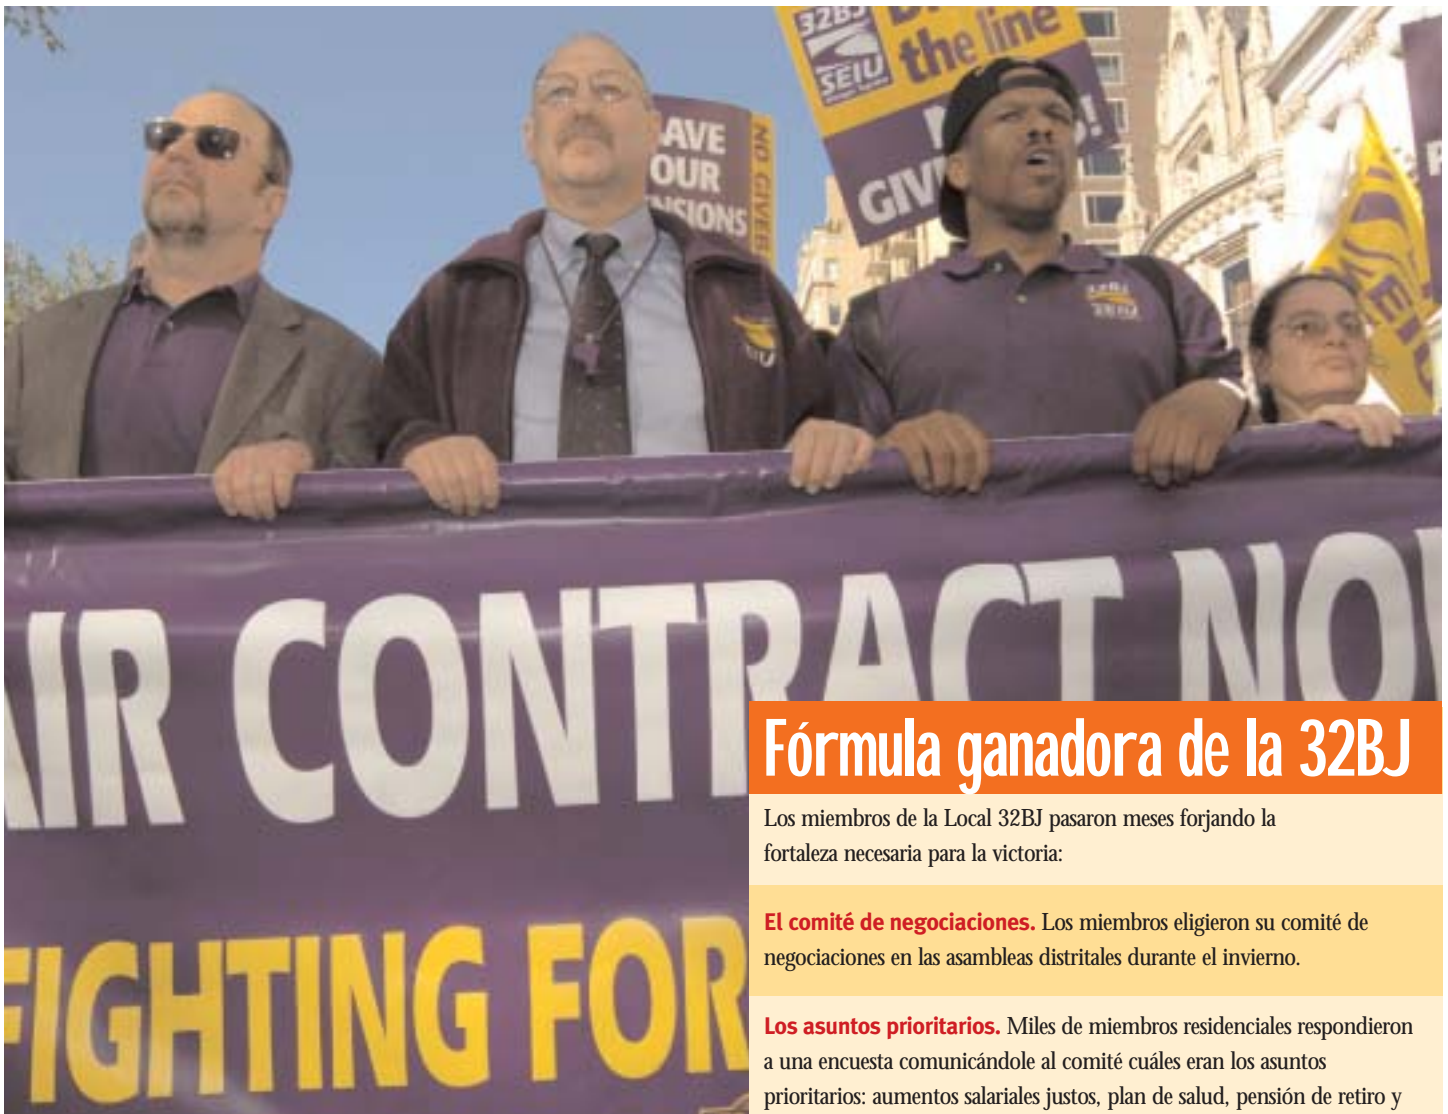 32BJ
SEIU
the line
GIV
AVE
OUR
NSIONS
NO GIVEB
32BJ
SEIU
SEIU
AIR CONTRACT NOW
FIGHTING FOR
Fórmula ganadora de la 32BJ
Los miembros de la Local 32BJ pasaron meses forjando la
fortaleza necesaria para la victoria:
El comité de negociaciones. Los miembros eligieron su comité de
negociaciones en las asambleas distritales durante el invierno.
Los asuntos prioritarios. Miles de miembros residenciales respondieron
a una encuesta comunicándole al comité cuáles eran los asuntos
prioritarios: aumentos salariales justos, plan de salud, pensión de retiro y